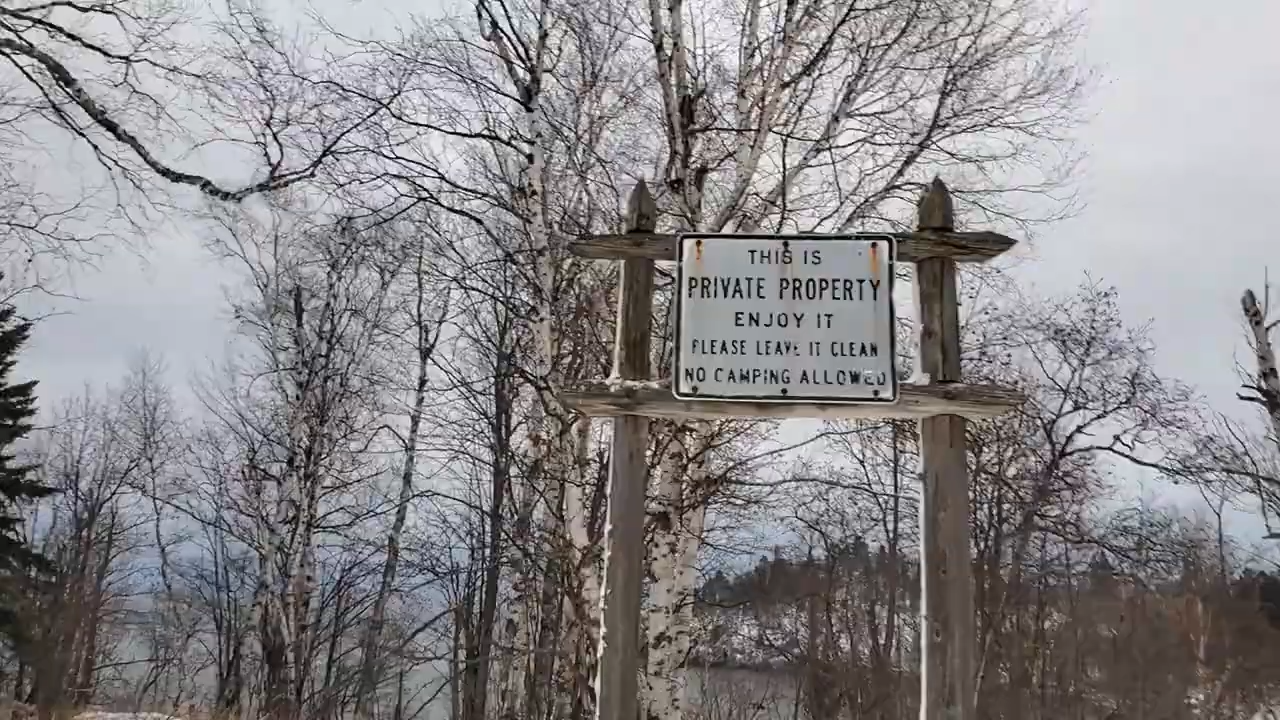 THIS IS
PRIVATE PROPERTY
ENJOY IT
PLEASE LEAVE IT CLEAN
NO CAMPING ALLOWED